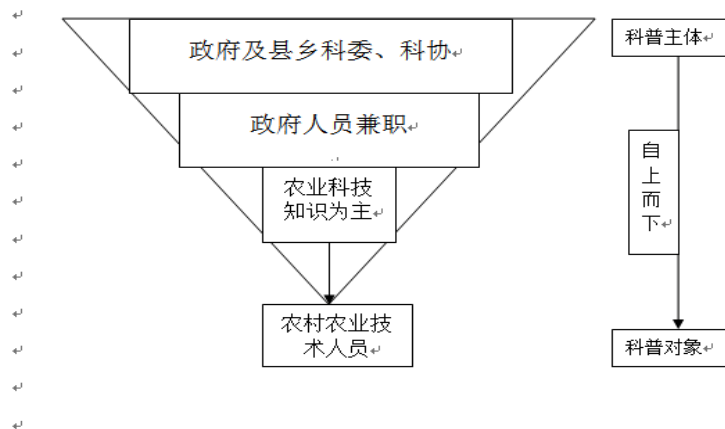 政府及县乡科委、科协
政府人员兼职
农业科技
知识为主
农村农业技
术人员
科普主体
自
上
而
下
科普对象